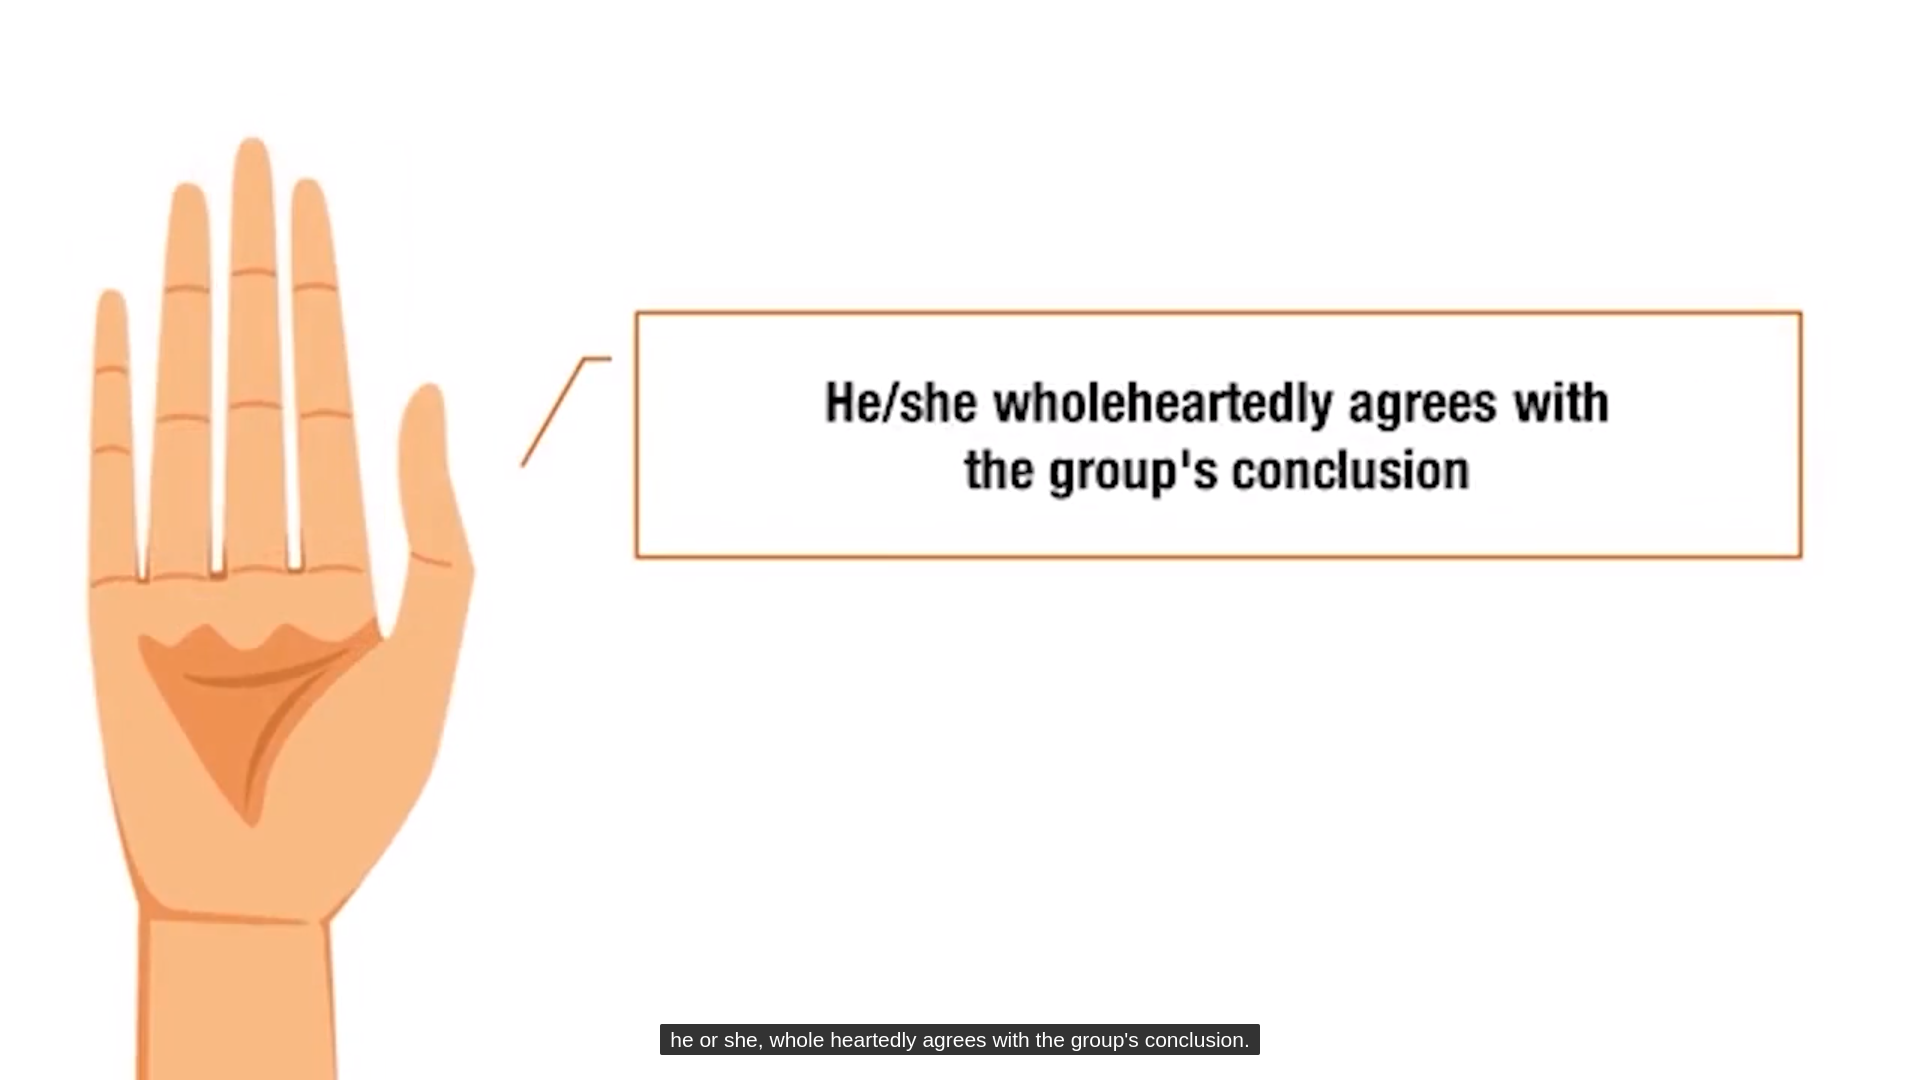 He/she wholeheartedly agrees with
the group's conclusion
he or she, whole heartedly agrees with the group's conclusion.